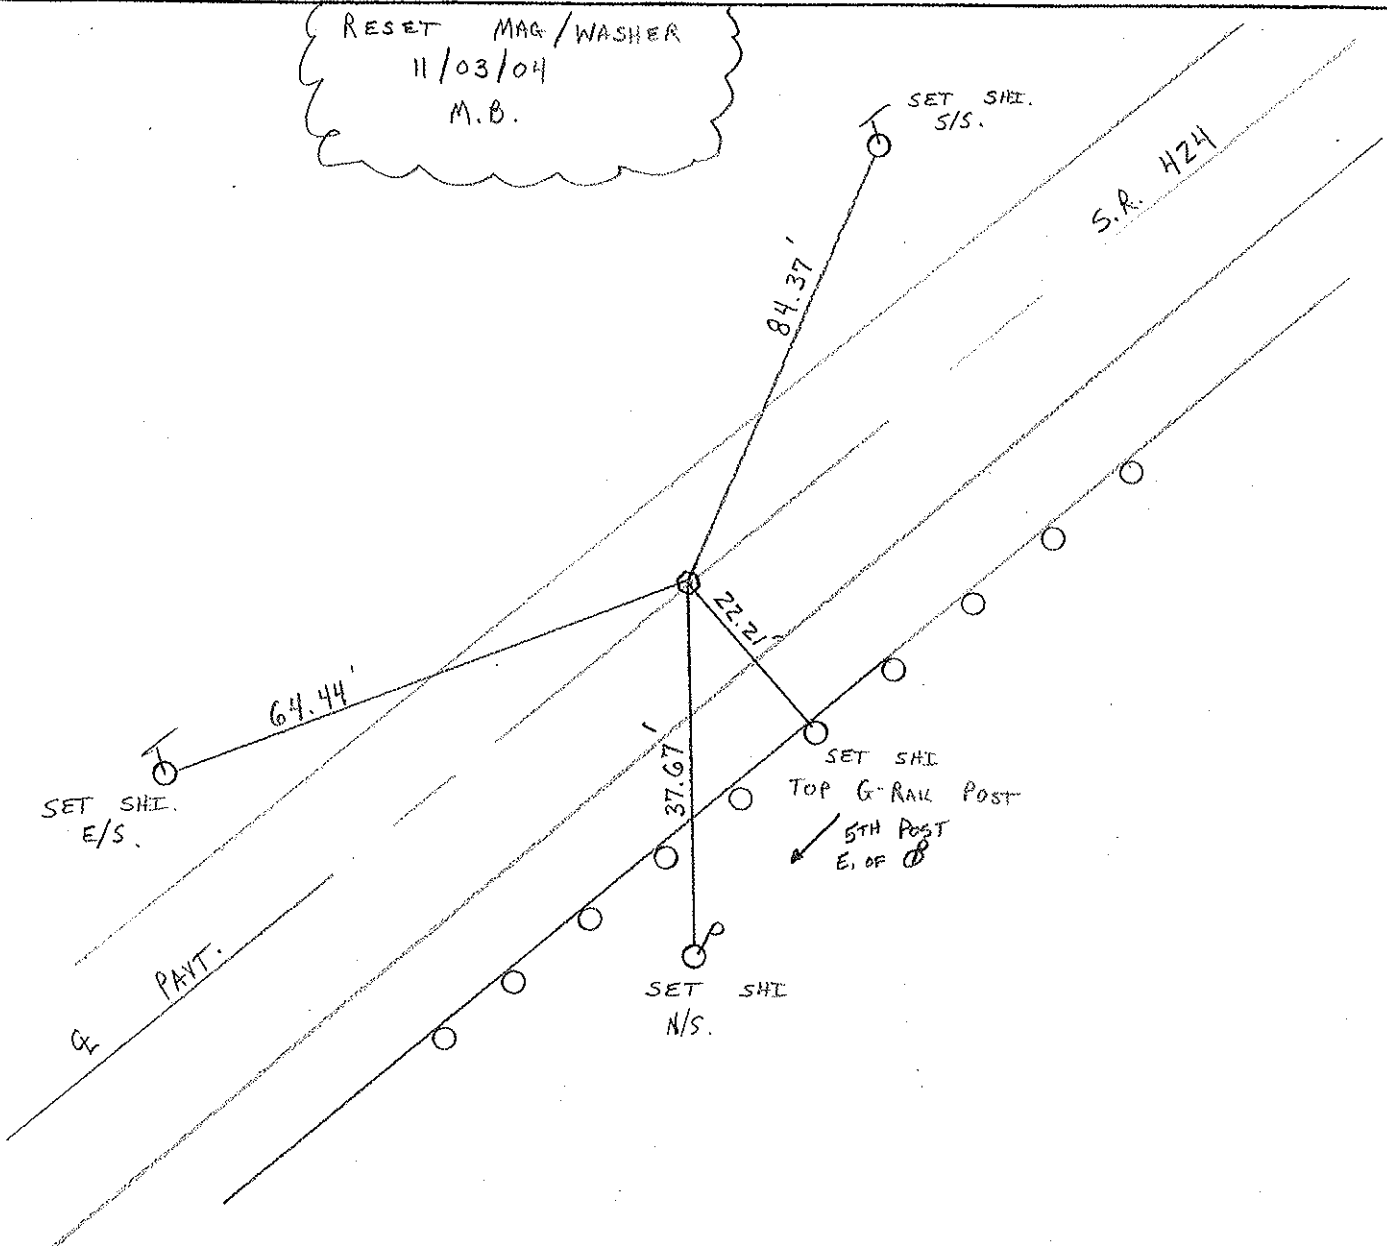 RESET MAG/WASHER
11/03/04
M.B.
SET SHI.
S/S.
S.R. 424
84.37'
22.21'
64.44'
37.67'
SET SHI.
E/S.
SET SHI
TOP G-RAIL POST
5TH POST
E. OF
PAVT.
SET SHI
N/S.